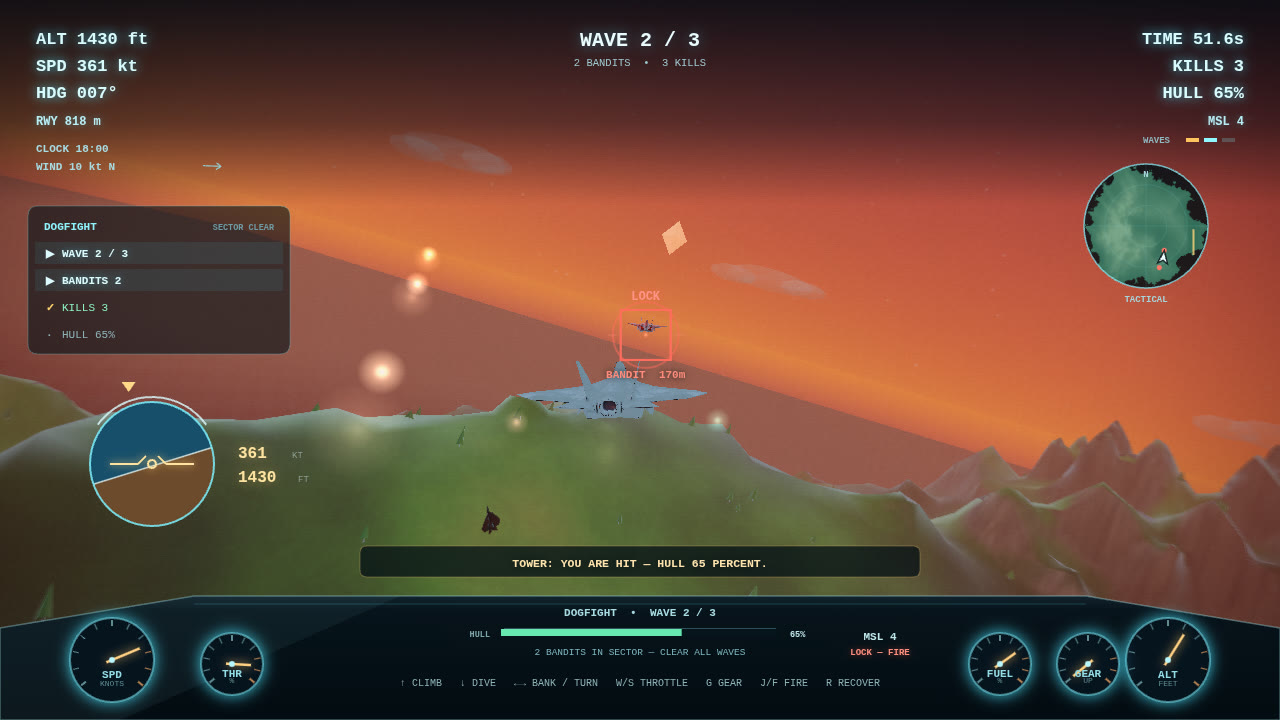 ALT 1430 ft
SPD 361 kt
HDG 007°
RWY 818 m
CLOCK 18:00
WIND 10 kt N
WAVE 2 / 3
2 BANDITS • 3 KILLS
TIME 51.6s
KILLS 3
HULL 65%
MSL 4
WAVES
N
TACTICAL
DOGFIGHT SECTOR CLEAR
▶ WAVE 2 / 3
▶ BANDITS 2
✓ KILLS 3
· HULL 65%
LOCK
BANDIT 170m
361 KT
1430 FT
TOWER: YOU ARE HIT — HULL 65 PERCENT.
DOGFIGHT • WAVE 2 / 3
HULL 65%
MSL 4
2 BANDITS IN SECTOR — CLEAR ALL WAVES
LOCK — FIRE
↑ CLIMB ↓ DIVE ←→ BANK / TURN W/S THROTTLE G GEAR J/F FIRE R RECOVER
SPD
KNOTS
THR
%
FUEL
%
GEAR
UP
ALT
FEET